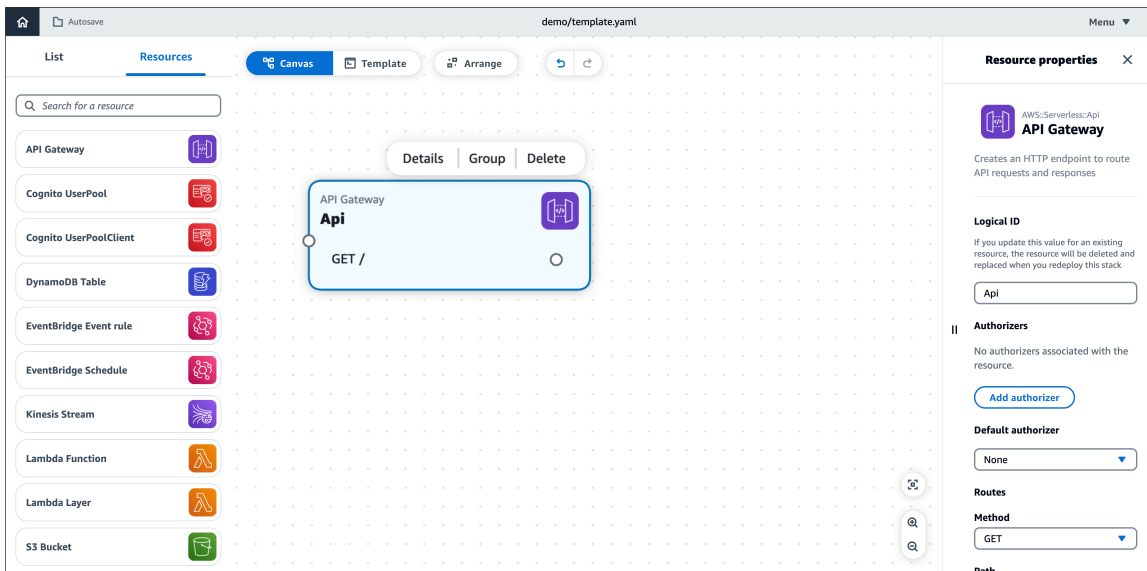 Autosave
demo/template.yaml
Menu
List
Resources
Search for a resource
API Gateway
Cognito UserPool
Cognito UserPoolClient
DynamoDB Table
EventBridge Event rule
EventBridge Schedule
Kinesis Stream
Lambda Function
Lambda Layer
S3 Bucket
Canvas
Template
Arrange
Details
Group
Delete
API Gateway
Api
GET /
Resource properties
AWS::Serverless::Api
API Gateway
Creates an HTTP endpoint to route
API requests and responses
Logical ID
If you update this value for an existing
resource, the resource will be deleted and
replaced when you redeploy this stack
Api
Authorizers
No authorizers associated with the
resource.
Add authorizer
Default authorizer
None
Routes
Method
GET
Path